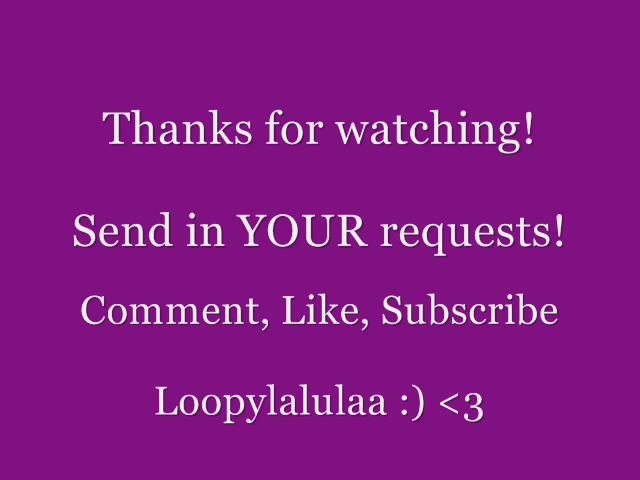 Thanks for watching!
Send in YOUR requests!
Comment, Like, Subscribe
Loopylalulaa :) <3